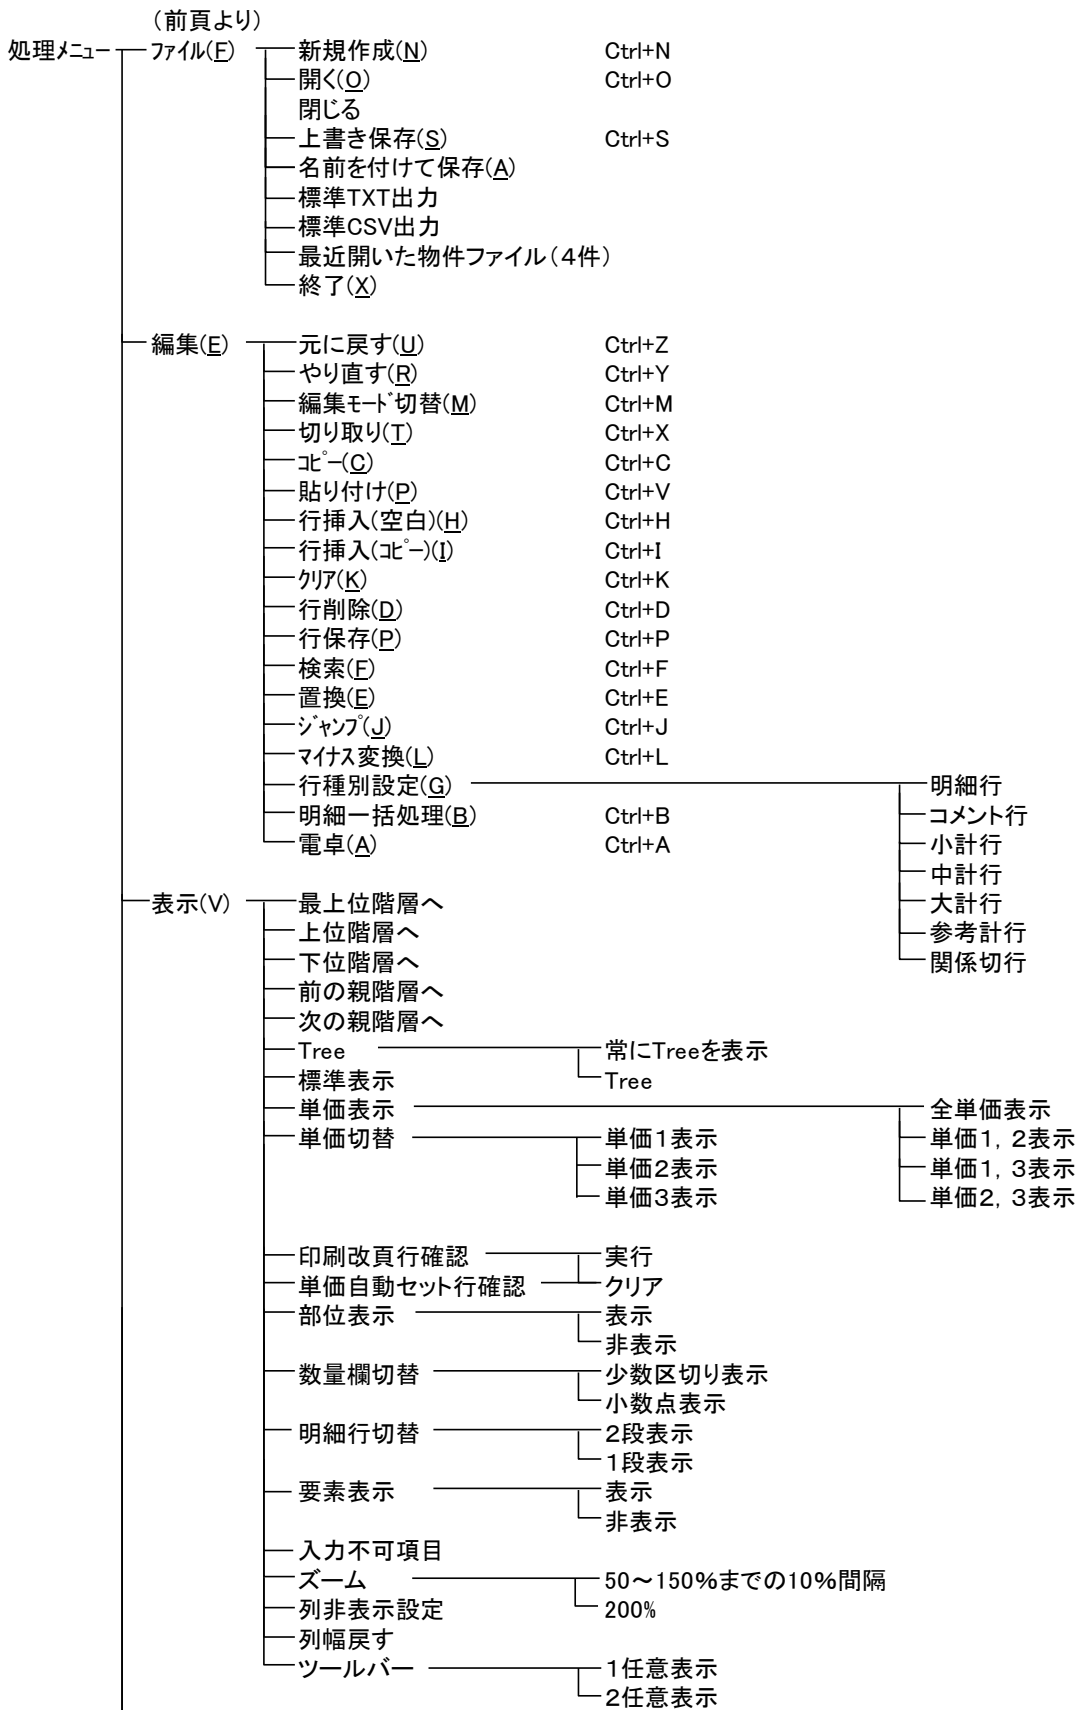 （前頁より）
処理ﾒﾆｭｰ ﾌｧｲﾙ(F) 新規作成(N) Ctrl+N
開く(O) Ctrl+O
閉じる
上書き保存(S) Ctrl+S
名前を付けて保存(A)
標準TXT出力
標準CSV出力
最近開いた物件ファイル（４件）
終了(X)
編集(E) 元に戻す(U) Ctrl+Z
やり直す(R) Ctrl+Y
編集ﾓｰﾄﾞ切替(M) Ctrl+M
切り取り(T) Ctrl+X
ｺﾋﾟｰ(C) Ctrl+C
貼り付け(P) Ctrl+V
行挿入(空白)(H) Ctrl+H
行挿入(ｺﾋﾟｰ)(I) Ctrl+I
ｸﾘｱ(K) Ctrl+K
行削除(D) Ctrl+D
行保存(P) Ctrl+P
検索(F) Ctrl+F
置換(E) Ctrl+E
ｼﾞｬﾝﾌﾟ(J) Ctrl+J
ﾏｲﾅｽ変換(L) Ctrl+L
行種別設定(G) 明細行
明細一括処理(B) Ctrl+B コメント行
電卓(A) Ctrl+A 小計行
中計行
表示(V) 最上位階層へ 大計行
上位階層へ 参考計行
下位階層へ 関係切行
前の親階層へ
次の親階層へ
Tree 常にTreeを表示
標準表示 Tree
単価表示 全単価表示
単価切替 単価１表示 単価１，２表示
単価２表示 単価１，３表示
単価３表示 単価２，３表示
印刷改頁行確認 実行
単価自動セット行確認 クリア
部位表示 表示
非表示
数量欄切替 少数区切り表示
小数点表示
明細行切替 ２段表示
１段表示
要素表示 表示
非表示
入力不可項目
ズーム 50～150％までの10％間隔
列非表示設定 200%
列幅戻す
ツールバー １任意表示
２任意表示